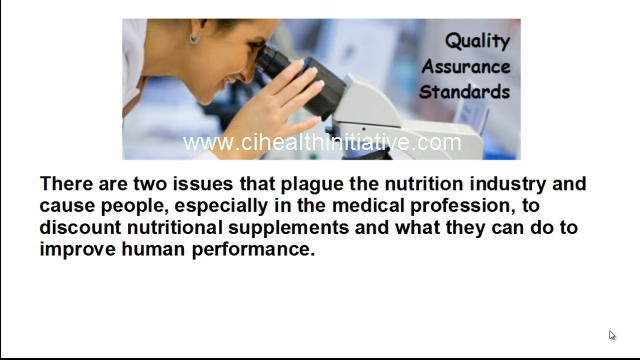 Quality
Assurance
Standards
www.cihealthinitiative.com
There are two issues that plague the nutrition industry and
cause people, especially in the medical profession, to
discount nutritional supplements and what they can do to
improve human performance.